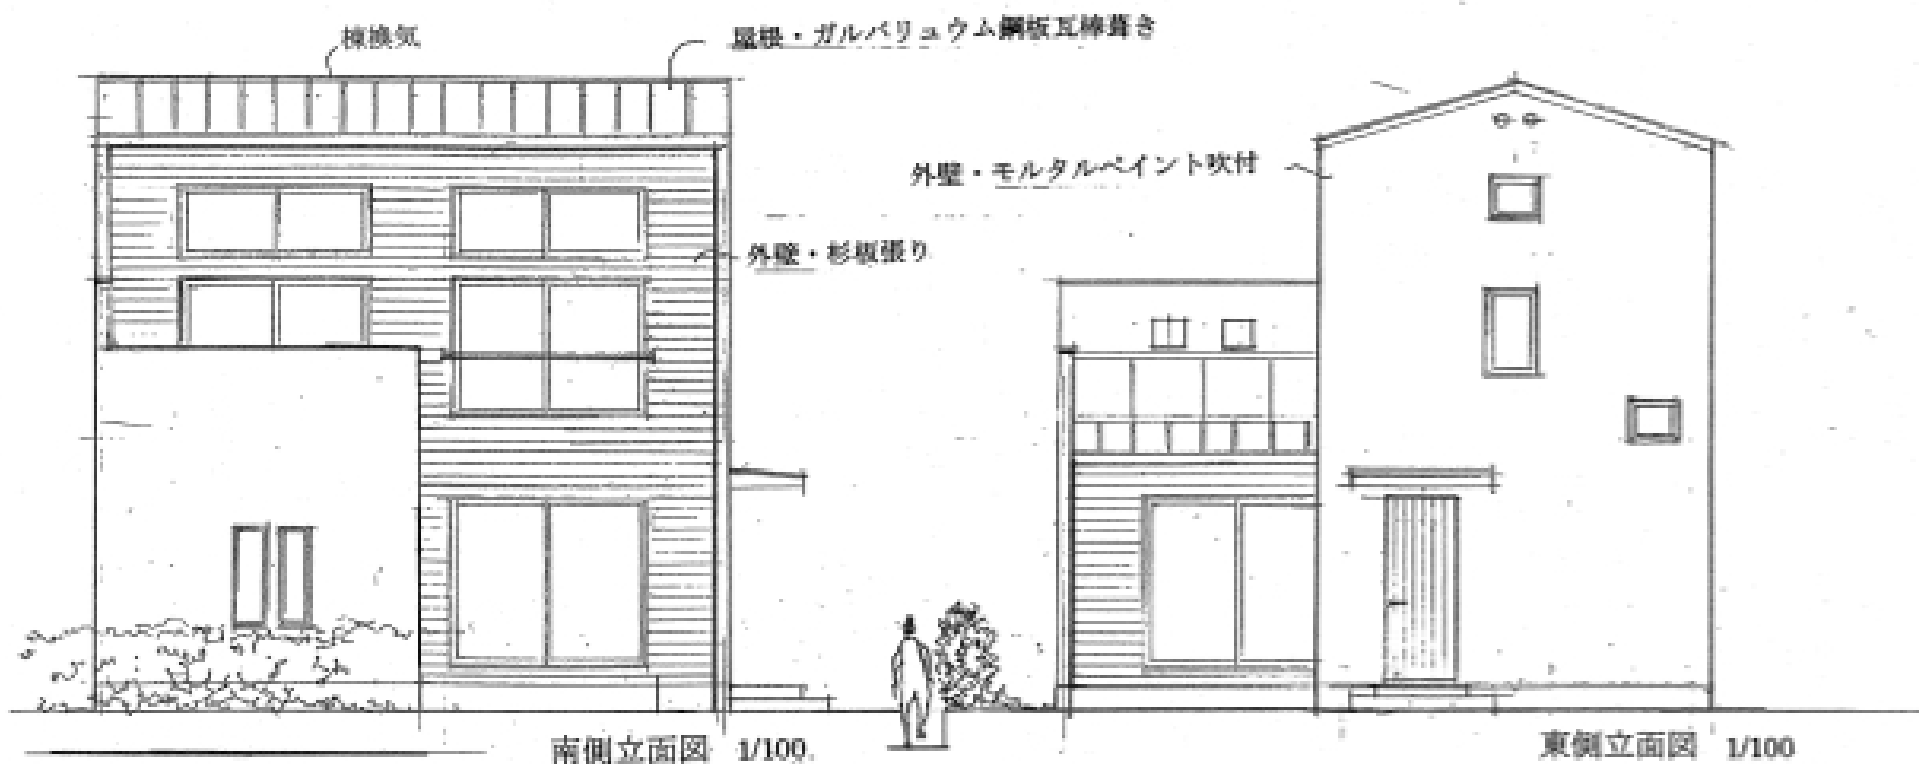 棟換気
屋根・ガルバリュウム鋼板瓦棒葺き
外壁・モルタルペイント吹付
外壁・杉板張り
南側立面図 1/100
東側立面図 1/100